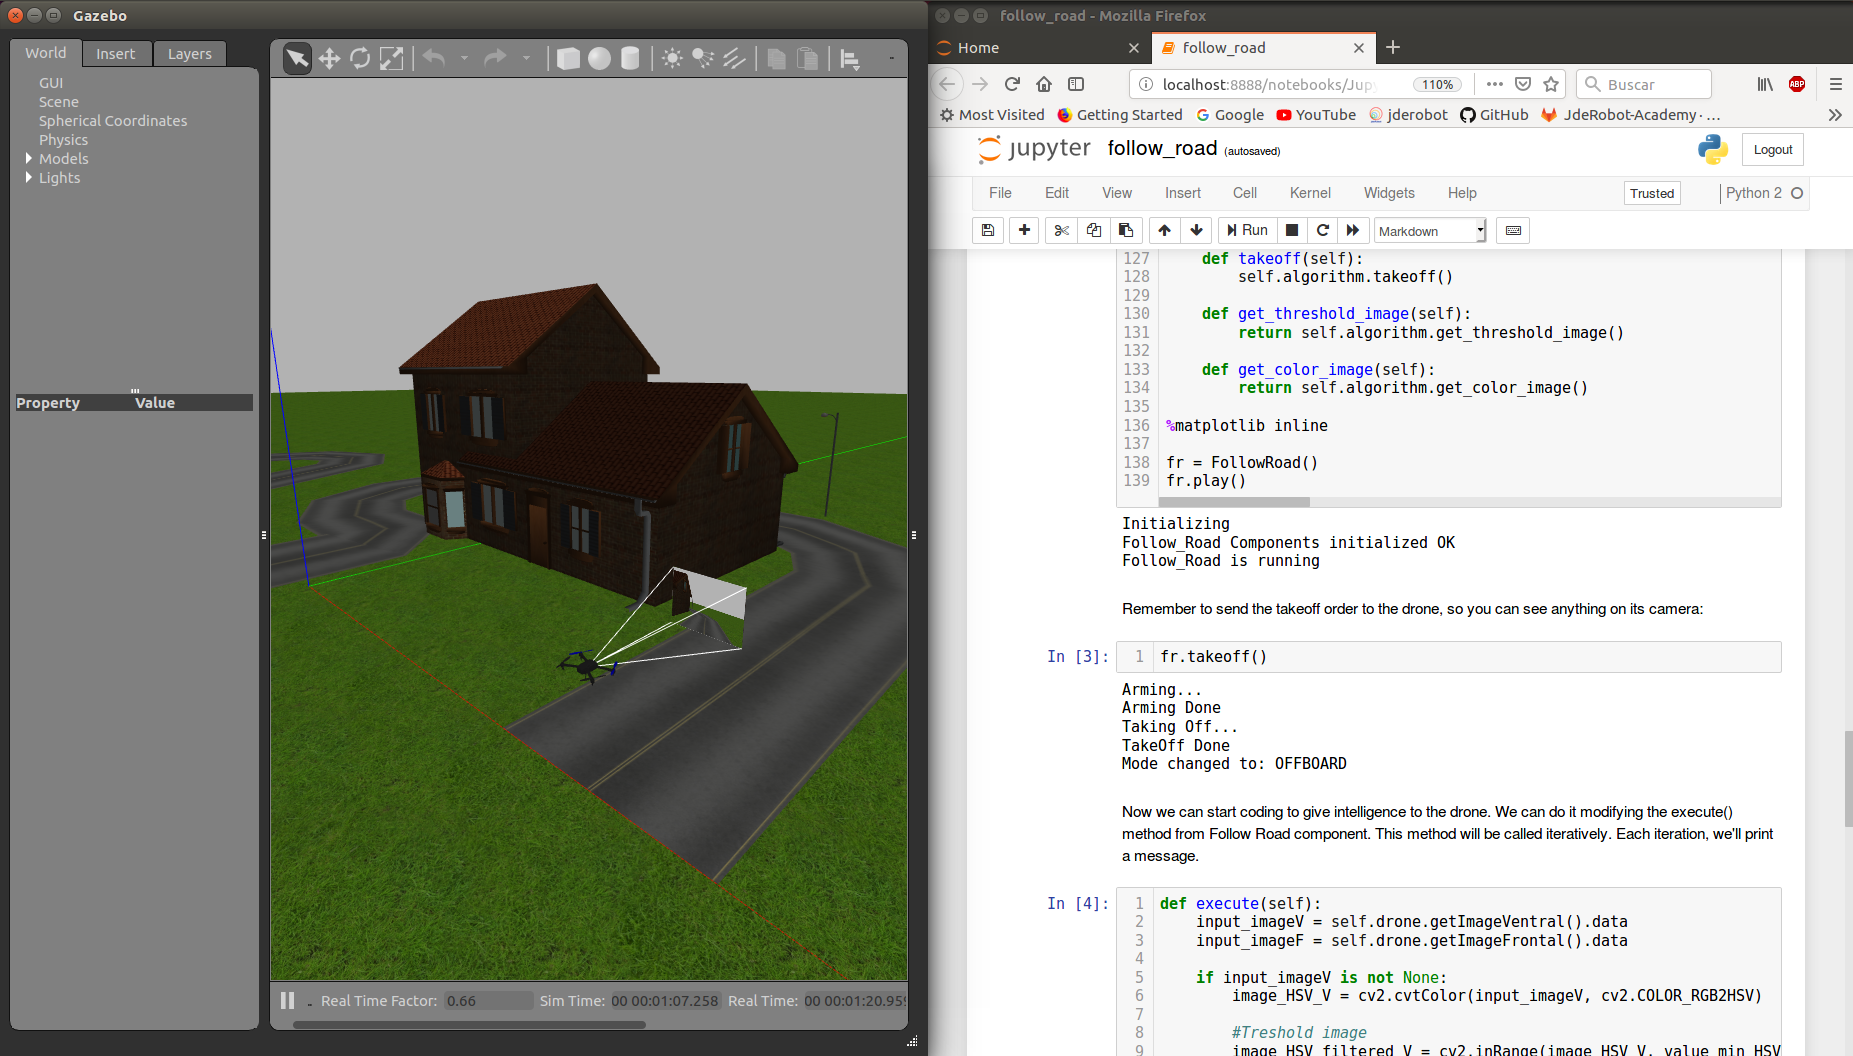 Gazebo
World
Insert
Layers
GUI
Scene
Spherical Coordinates
Physics
Models
Lights
Property Value
Real Time Factor: 0.66 Sim Time: 00 00:01:07.258 Real Time: 00 00:01:20.959
follow_road - Mozilla Firefox
Home
follow_road
localhost:8888/notebooks/Jup
110%
Buscar
ABP
Most Visited Getting Started Google YouTube jderobot GitHub JdeRobot-Academy · ...
jupyter follow_road (autosaved)
Logout
File Edit View Insert Cell Kernel Widgets Help
Trusted
Python 2
Run
Markdown
127 def takeoff(self):
128 self.algorithm.takeoff()
129
130 def get_threshold_image(self):
131 return self.algorithm.get_threshold_image()
132
133 def get_color_image(self):
134 return self.algorithm.get_color_image()
135
136 %matplotlib inline
137
138 fr = FollowRoad()
139 fr.play()
Initializing
Follow_Road Components initialized OK
Follow_Road is running
Remember to send the takeoff order to the drone, so you can see anything on its camera:
In [3]: 1 fr.takeoff()
Arming...
Arming Done
Taking Off...
TakeOff Done
Mode changed to: OFFBOARD
Now we can start coding to give intelligence to the drone. We can do it modifying the execute()
method from Follow Road component. This method will be called iteratively. Each iteration, we'll print
a message.
In [4]: 1 def execute(self):
2 input_imageV = self.drone.getImageVentral().data
3 input_imageF = self.drone.getImageFrontal().data
4
5 if input_imageV is not None:
6 image_HSV_V = cv2.cvtColor(input_imageV, cv2.COLOR_RGB2HSV)
7
8 #Treshold image
9 image_HSV_filtered_V = cv2.inRange(image_HSV_V, value_min_HSV